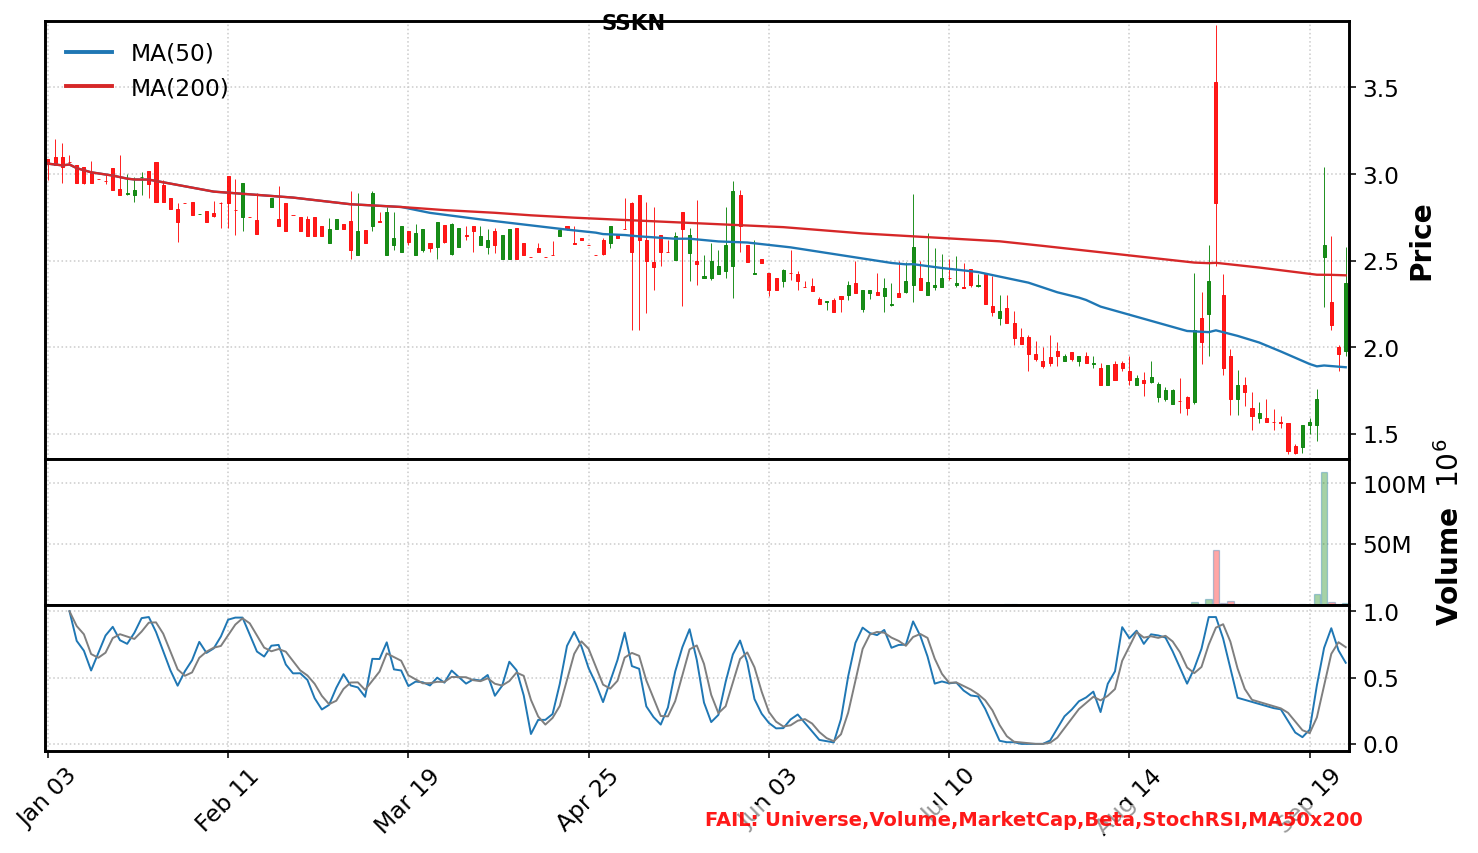 SSKN
MA(50)
MA(200)
3.5
3.0
2.5
2.0
1.5
Price
100M
50M
Volume 10^6
1.0
0.5
0.0
Jan 03
Feb 11
Mar 19
Apr 25
Jun 03
Jul 10
Aug 14
Sep 19
FAIL: Universe,Volume,MarketCap,Beta,StochRSI,MA50x200